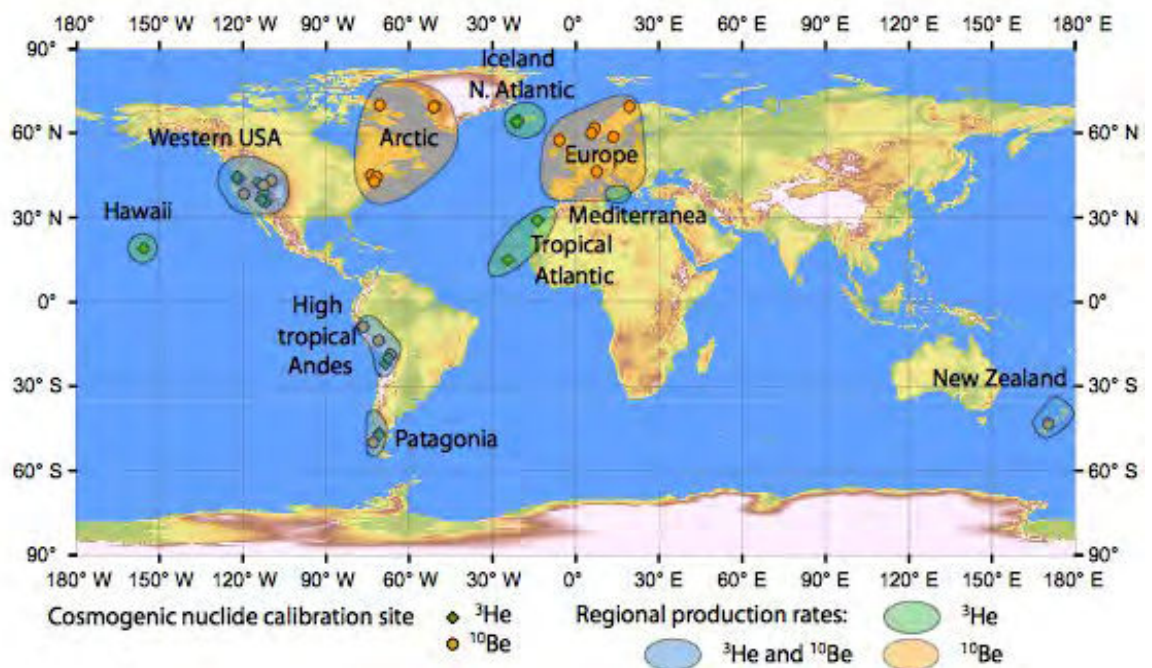 180° W 150° W 120° W 90° W 60° W 30° W 0° 30° E 60° E 90° E 120° E 150° E 180° E
90° 90°
Iceland
N. Atlantic
60° N 60° N
Western USA
Arctic
Europe
30° N 30° N
Hawaii
Mediterranea
Tropical
Atlantic
0° 0°
High
tropical
Andes
30° S 30° S
New Zealand
Patagonia
60° S 60° S
90° 90°
180° W 150° W 120° W 90° W 60° W 30° W 0° 30° E 60° E 90° E 120° E 150° E 180° E
Cosmogenic nuclide calibration site
³He
¹⁰Be
Regional production rates:
³He
³He and ¹⁰Be
¹⁰Be